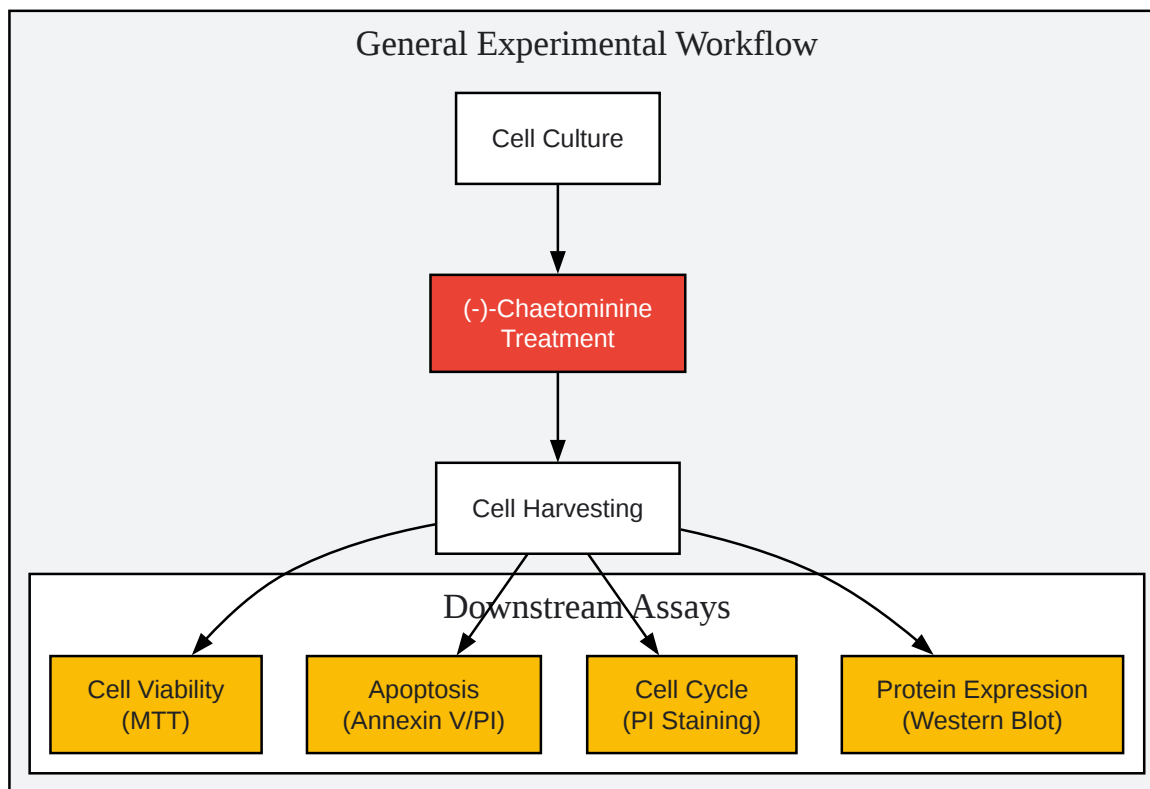 General Experimental Workflow
Cell Culture
(-)-Chaetominine
Treatment
Cell Harvesting
Downstream Assays
Cell Viability
(MTT)
Apoptosis
(Annexin V/PI)
Cell Cycle
(PI Staining)
Protein Expression
(Western Blot)